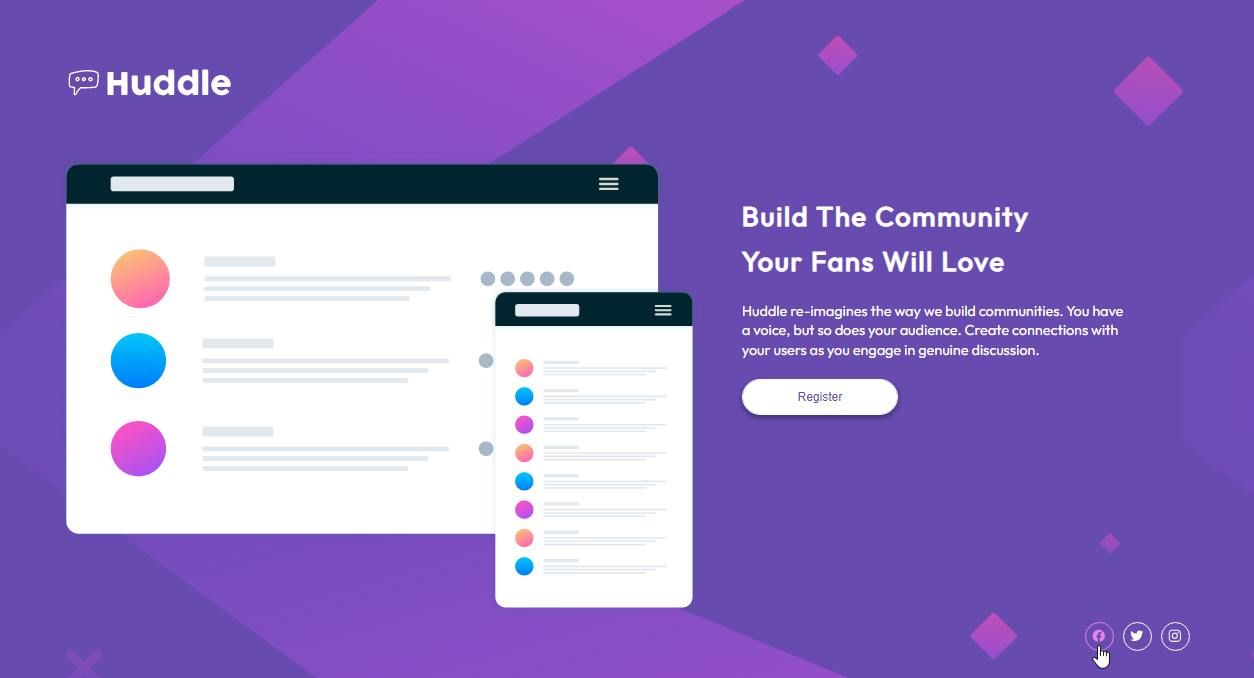 Huddle
Build The Community
Your Fans Will Love
Huddle re-imagines the way we build communities. You have
a voice, but so does your audience. Create connections with
your users as you engage in genuine discussion.
Register